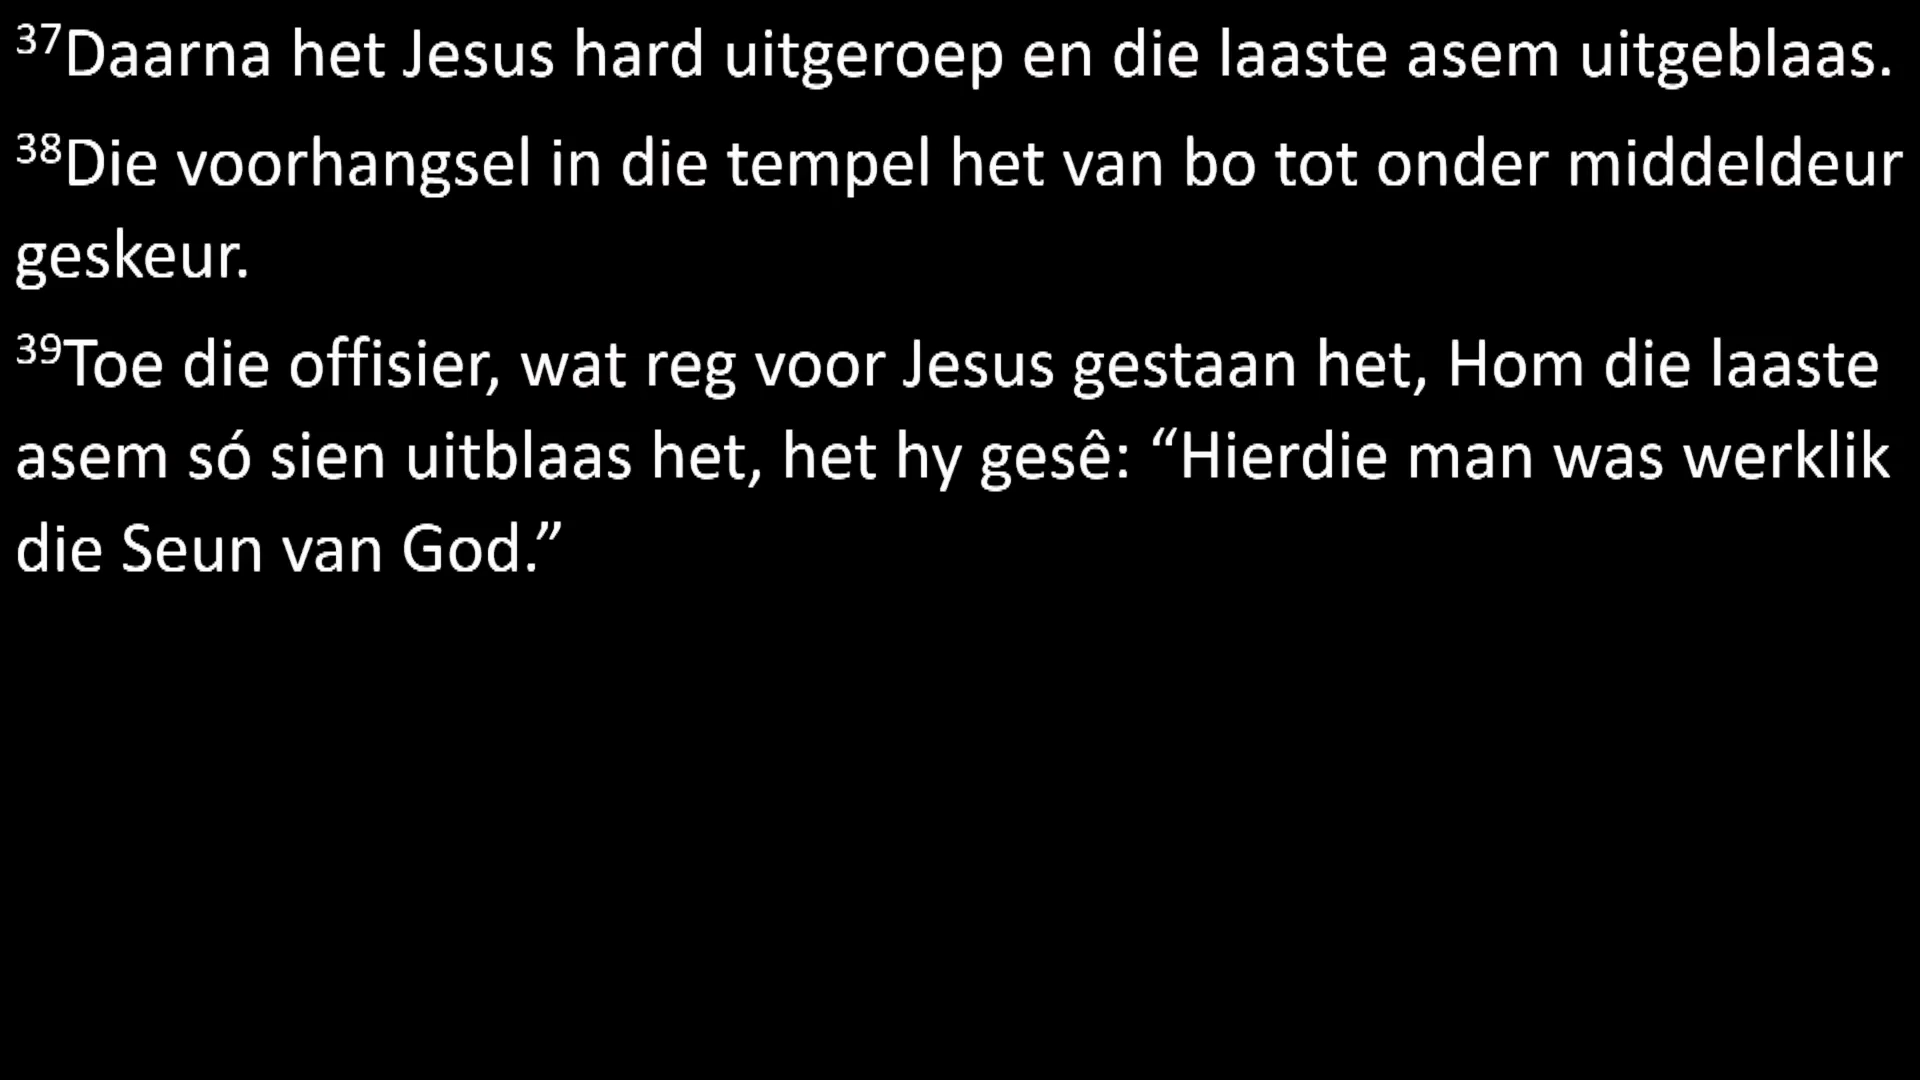 ³⁷Daarna het Jesus hard uitgeroep en die laaste asem uitgeblaas.
³⁸Die voorhangsel in die tempel het van bo tot onder middeldeur
geskeur.
³⁹Toe die offisier, wat reg voor Jesus gestaan het, Hom die laaste
asem só sien uitblaas het, het hy gesê: “Hierdie man was werklik
die Seun van God.”